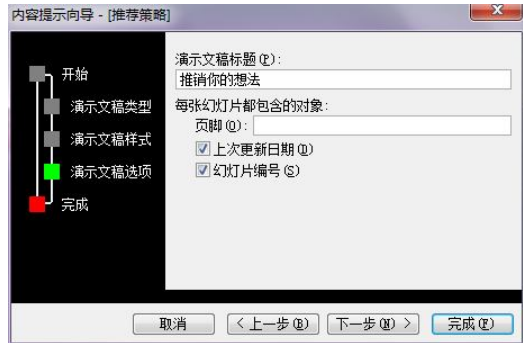 内容提示向导 - [推荐策略]
开始
演示文稿类型
演示文稿样式
演示文稿选项
完成
演示文稿标题(P):
推销你的想法
每张幻灯片都包含的对象:
页脚(O):
上次更新日期(D)
幻灯片编号(S)
取消
< 上一步(B)
下一步(N) >
完成(F)